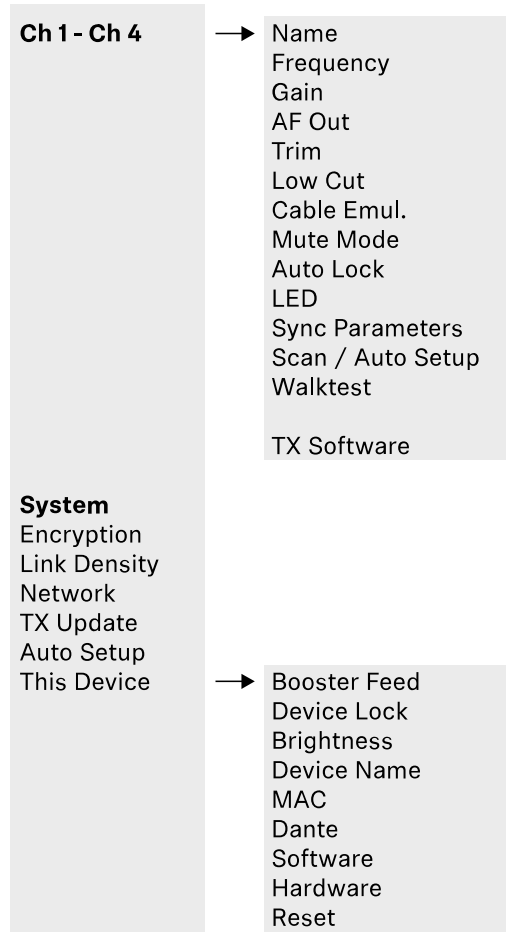 Ch 1 - Ch 4
Name
Frequency
Gain
AF Out
Trim
Low Cut
Cable Emul.
Mute Mode
Auto Lock
LED
Sync Parameters
Scan / Auto Setup
Walktest
TX Software
System
Encryption
Link Density
Network
TX Update
Auto Setup
This Device
Booster Feed
Device Lock
Brightness
Device Name
MAC
Dante
Software
Hardware
Reset